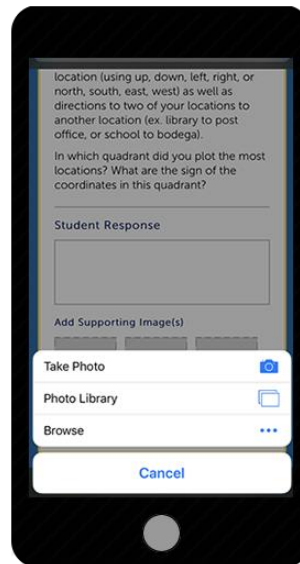 location (using up, down, left, right, or
north, south, east, west) as well as
directions to two of your locations to
another location (ex. library to post
office, or school to bodega).
In which quadrant did you plot the most
locations? What are the sign of the
coordinates in this quadrant?
Student Response
Add Supporting Image(s)
Take Photo
Photo Library
Browse
Cancel